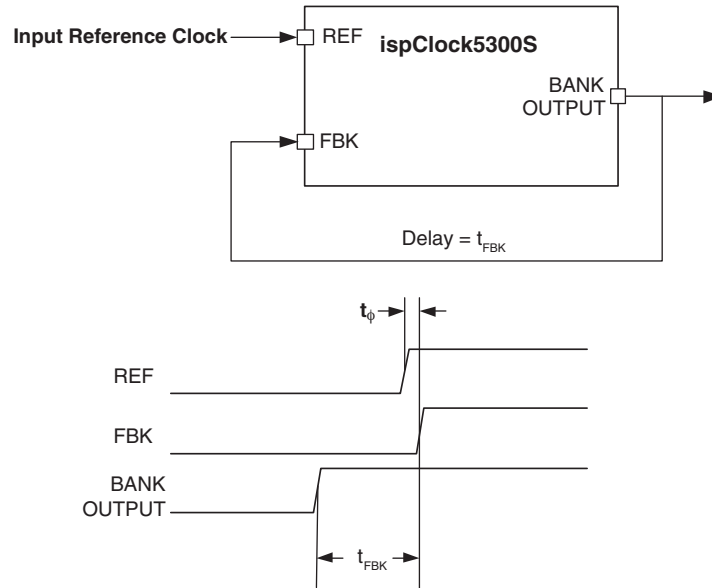 Input Reference Clock
REF
ispClock5300S
BANK
OUTPUT
FBK
Delay = tFBK
tϕ
REF
FBK
BANK
OUTPUT
tFBK